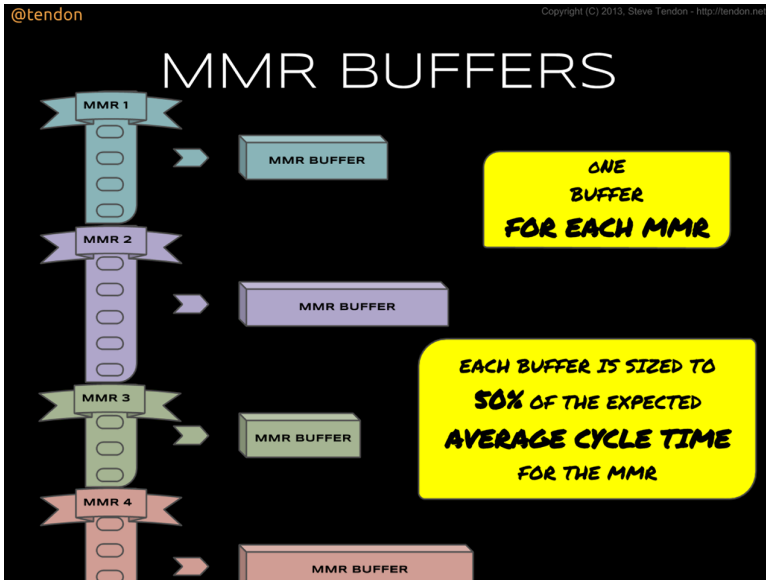 @tendon
Copyright (C) 2013, Steve Tendon - http://tendon.net
MMR BUFFERS
MMR 1
MMR BUFFER
ONE
BUFFER
FOR EACH MMR
MMR 2
MMR BUFFER
EACH BUFFER IS SIZED TO
50% OF THE EXPECTED
AVERAGE CYCLE TIME
FOR THE MMR
MMR 3
MMR BUFFER
MMR 4
MMR BUFFER